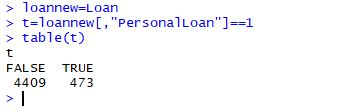 > loannew=Loan
> t=loannew[,"PersonalLoan"]==1
> table(t)
t
FALSE  TRUE
 4409   473
>